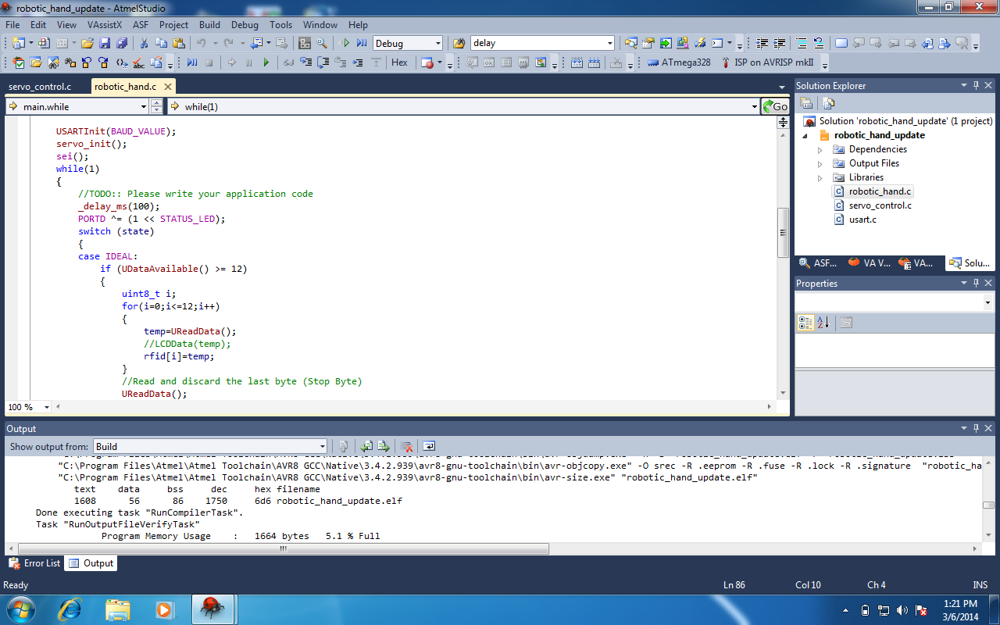 robotic_hand_update - AtmelStudio
File Edit View VAssistX ASF Project Build Debug Tools Window Help
Debug delay
Hex ATmega328 ISP on AVRISP mkII
servo_control.c robotic_hand.c
main.while while(1) Go
USARTInit(BAUD_VALUE);
servo_init();
sei();
while(1)
{
//TODO:: Please write your application code
_delay_ms(100);
PORTD ^= (1 << STATUS_LED);
switch (state)
{
case IDEAL:
if (UDataAvailable() >= 12)
{
uint8_t i;
for(i=0;i<=12;i++)
{
temp=UReadData();
//LCDData(temp);
rfid[i]=temp;
}
//Read and discard the last byte (Stop Byte)
UReadData();
100 %
Solution Explorer
Solution 'robotic_hand_update' (1 project)
robotic_hand_update
Dependencies
Output Files
Libraries
robotic_hand.c
servo_control.c
usart.c
ASF... VA V... VA... Solu...
Properties
Output
Show output from: Build
"C:\Program Files\Atmel\Atmel Toolchain\AVR8 GCC\Native\3.4.2.939\avr8-gnu-toolchain\bin\avr-objcopy.exe" -O srec -R .eeprom -R .fuse -R .lock -R .signature "robotic_ha
"C:\Program Files\Atmel\Atmel Toolchain\AVR8 GCC\Native\3.4.2.939\avr8-gnu-toolchain\bin\avr-size.exe" "robotic_hand_update.elf"
text data bss dec hex filename
1608 56 86 1750 6d6 robotic_hand_update.elf
Done executing task "RunCompilerTask".
Task "RunOutputFileVerifyTask"
Program Memory Usage : 1664 bytes 5.1 % Full
Error List Output
Ready Ln 86 Col 10 Ch 4 INS
1:21 PM
3/6/2014